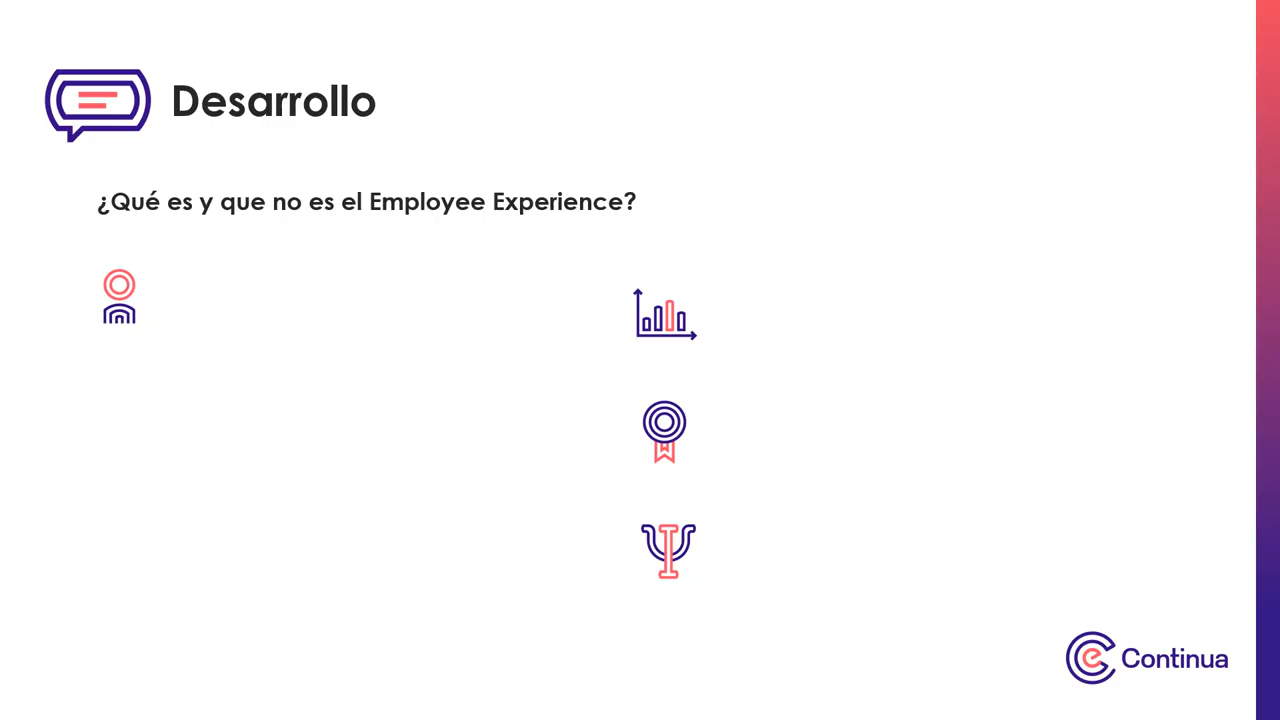 Desarrollo
¿Qué es y que no es el Employee Experience?
Continua